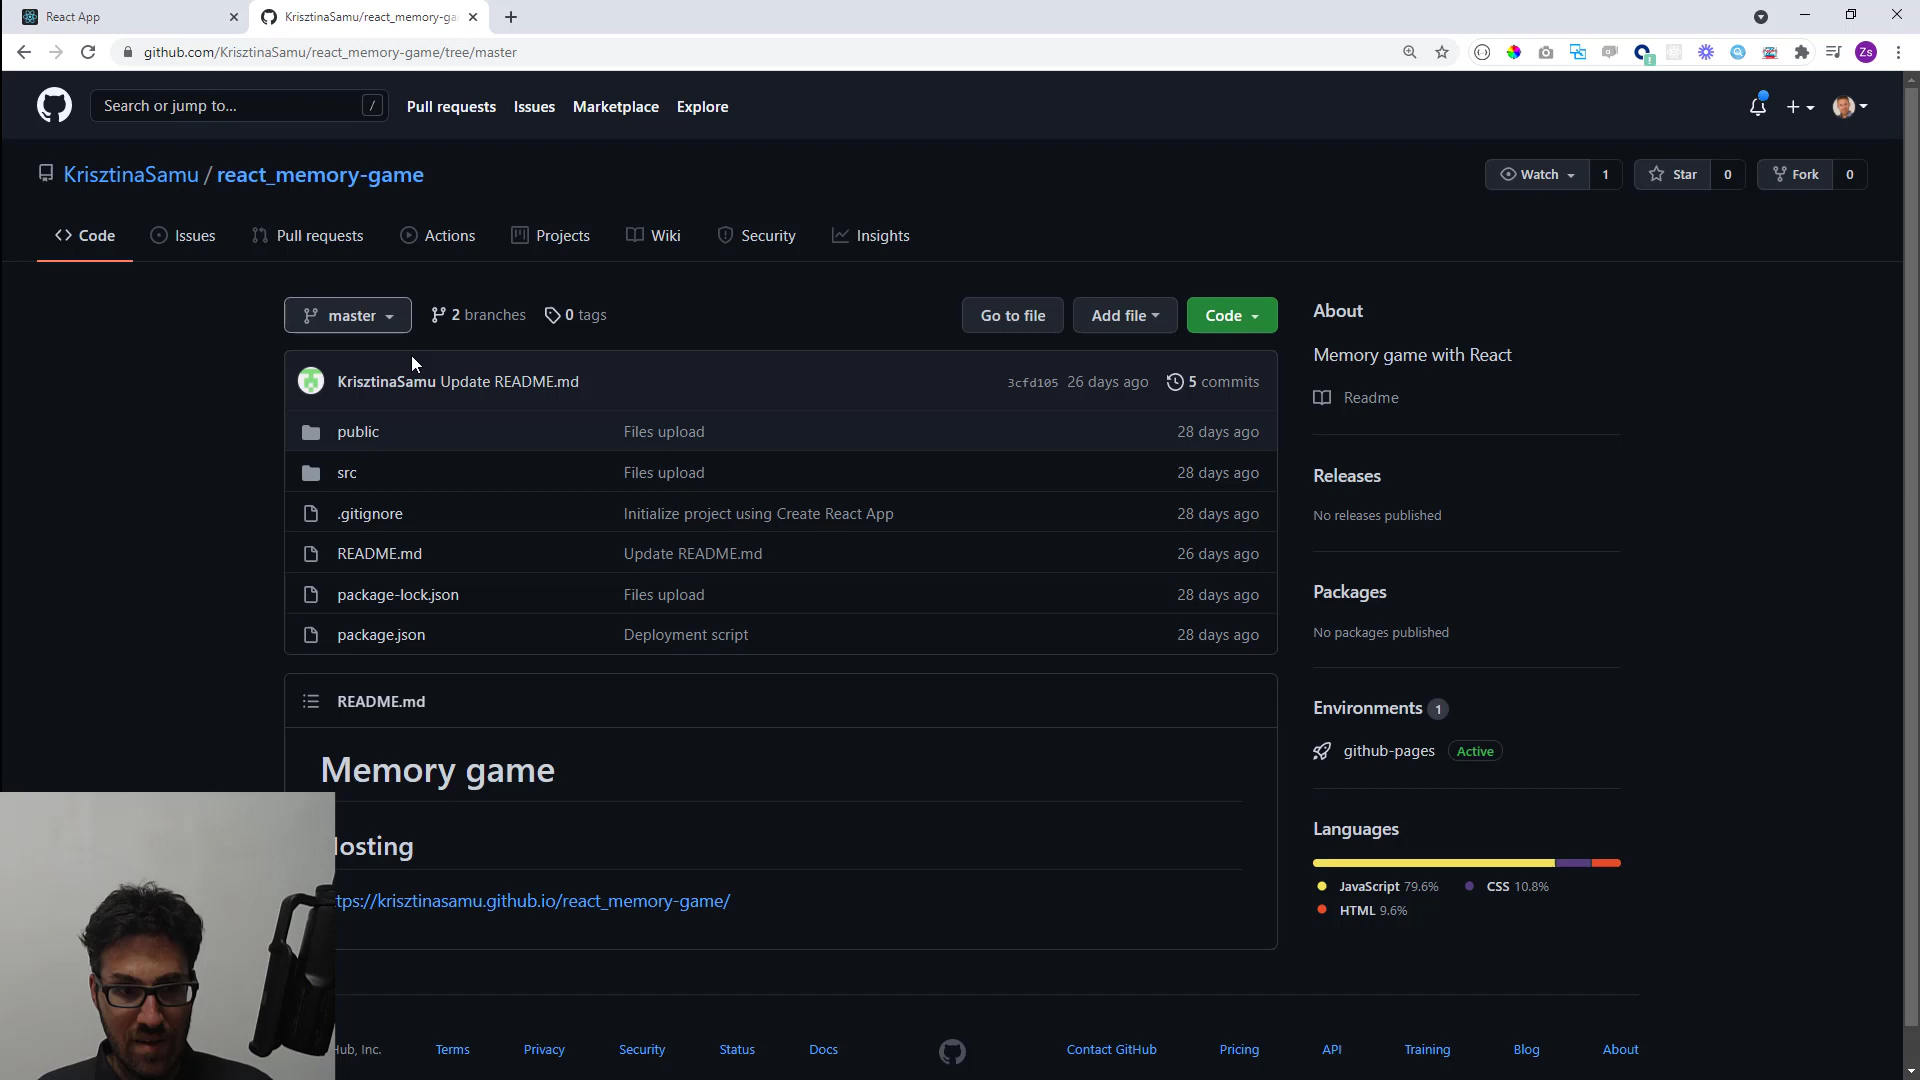 React App
KrisztinaSamu/react_memory-ga
github.com/KrisztinaSamu/react_memory-game/tree/master
Zs
Search or jump to... /
Pull requests Issues Marketplace Explore
KrisztinaSamu / react_memory-game
Watch 1 Star 0 Fork 0
Code Issues Pull requests Actions Projects Wiki Security Insights
master 2 branches 0 tags Go to file Add file Code
KrisztinaSamu Update README.md 3cfd105 26 days ago 5 commits
public Files upload 28 days ago
src Files upload 28 days ago
.gitignore Initialize project using Create React App 28 days ago
README.md Update README.md 26 days ago
package-lock.json Files upload 28 days ago
package.json Deployment script 28 days ago
README.md
Memory game
osting
tps://krisztinasamu.github.io/react_memory-game/
About
Memory game with React
Readme
Releases
No releases published
Packages
No packages published
Environments 1
github-pages Active
Languages
JavaScript 79.6% CSS 10.8%
HTML 9.6%
Hub, Inc. Terms Privacy Security Status Docs Contact GitHub Pricing API Training Blog About